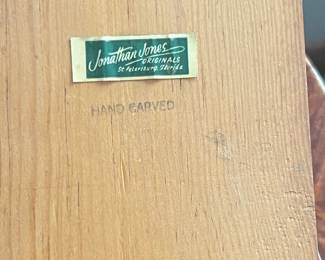 Jonathan Jones
ORIGINALS
St. Petersburg, Florida
HAND CARVED